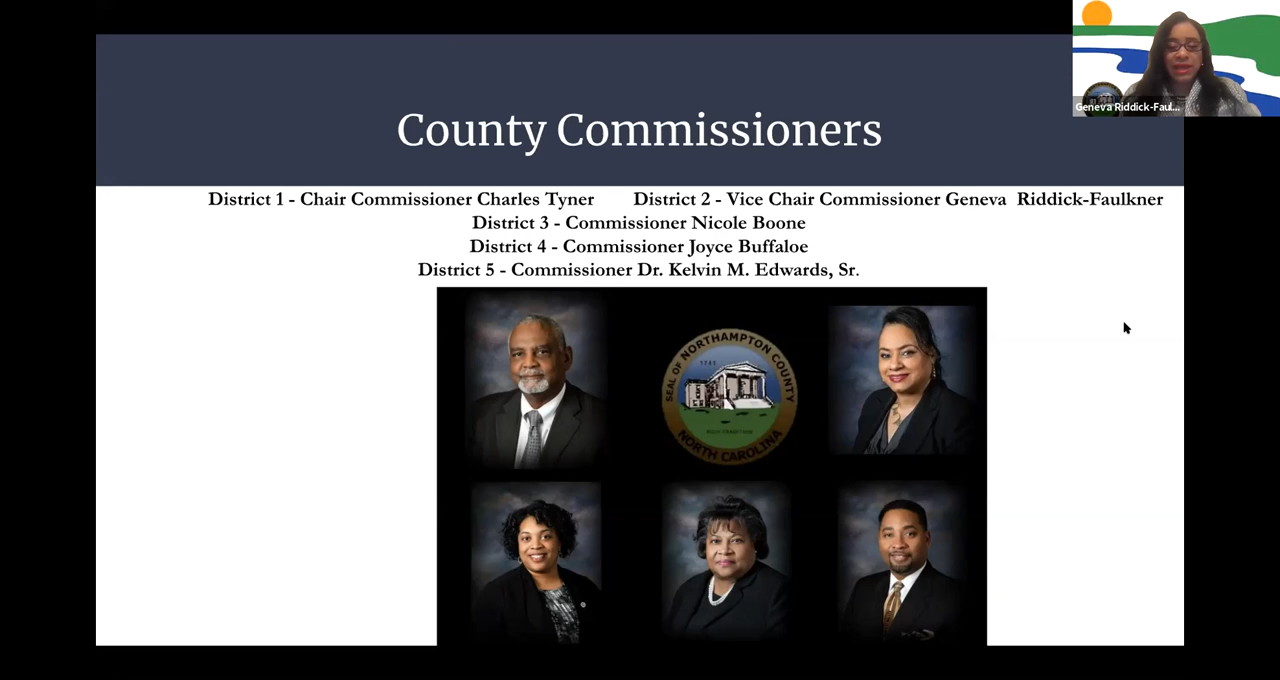 Geneva Riddick-Faul...
County Commissioners
District 1 - Chair Commissioner Charles Tyner District 2 - Vice Chair Commissioner Geneva Riddick-Faulkner
District 3 - Commissioner Nicole Boone
District 4 - Commissioner Joyce Buffaloe
District 5 - Commissioner Dr. Kelvin M. Edwards, Sr.
SEAL OF NORTHAMPTON COUNTY
1741
NORTH CAROLINA